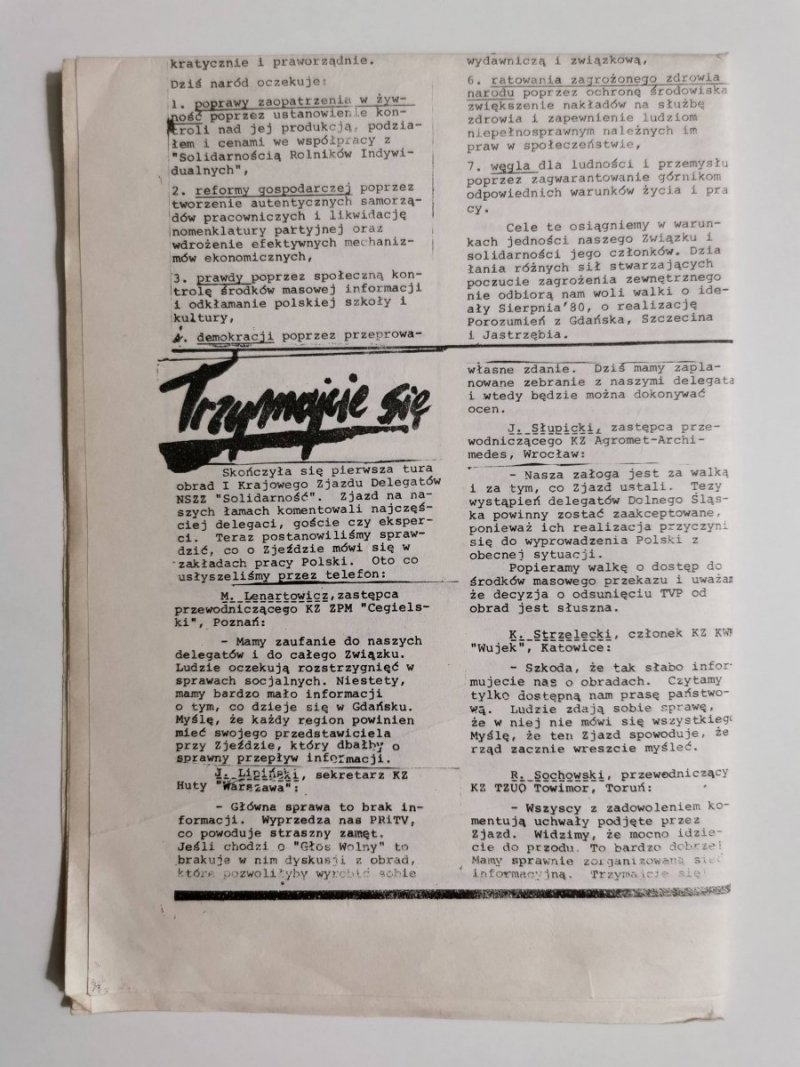 kratycznie i praworządnie.
Dziś naród oczekuje:
1. poprawy zaopatrzenia w żyw-
ność poprzez ustanowienie kon-
troli nad jej produkcją, podzia-
łem i cenami we współpracy z
"Solidarnością Rolników Indywi-
dualnych",
2. reformy gospodarczej poprzez
tworzenie autentycznych samorzą-
dów pracowniczych i likwidację
nomenklatury partyjnej oraz
wdrożenie efektywnych mechaniz-
mów ekonomicznych,
3. prawdy poprzez społeczną kon-
trolę środków masowej informacji
i odkłamanie polskiej szkoły i
kultury,
4. demokracji poprzez przeprowa-
wydawniczą i związkową,
6. ratowania zagrożonego zdrowia
narodu poprzez ochronę środowiska
zwiększenie nakładów na służbę
zdrowia i zapewnienie ludziom
niepełnosprawnym należnych im
praw w społeczeństwie,
7. węgla dla ludności i przemysłu
poprzez zagwarantowanie górnikom
odpowiednich warunków życia i pra
cy.
Cele te osiągniemy w warun-
kach jedności naszego Związku i
solidarności jego członków. Dzia
łania różnych sił stwarzających
poczucie zagrożenia zewnętrznego
nie odbiorą nam woli walki o ide-
ały Sierpnia'80, o realizację
Porozumień z Gdańska, Szczecina
i Jastrzębia.
Trzymajcie się
Skończyła się pierwsza tura
obrad I Krajowego Zjazdu Delegatów
NSZZ "Solidarność". Zjazd na na-
szych łamach komentowali najczęś-
ciej delegaci, goście czy eksper-
ci. Teraz postanowiliśmy spraw-
dzić, co o Zjeździe mówi się w
zakładach pracy Polski. Oto co
usłyszeliśmy przez telefon:
M. Lenartowicz, zastępca
przewodniczącego KZ ZPM "Cegiels-
ki", Poznań:
- Mamy zaufanie do naszych
delegatów i do całego Związku.
Ludzie oczekują rozstrzygnięć w
sprawach socjalnych. Niestety,
mamy bardzo mało informacji
o tym, co dzieje się w Gdańsku.
Myślę, że każdy region powinien
mieć swojego przedstawiciela
przy Zjeździe, który dbałby o
sprawny przepływ informacji.
J. Lipiński, sekretarz KZ
Huty "Warszawa":
- Główna sprawa to brak in-
formacji. Wyprzedza nas PRiTV,
co powoduje straszny zamęt.
Jeśli chodzi o "Głos Wolny" to
brakuje w nim dyskusji z obrad,
które pozwoliłyby wyrobić sobie
własne zdanie. Dziś mamy zapla-
nowane zebranie z naszymi delegata
i wtedy będzie można dokonywać
ocen.
J. Słupicki, zastępca prze-
wodniczącego KZ Agromet-Archi-
medes, Wrocław:
- Nasza załoga jest za walką
i za tym, co Zjazd ustali. Tezy
wystąpień delegatów Dolnego Śląs-
ka powinny zostać zaakceptowane,
ponieważ ich realizacja przyczyni
się do wyprowadzenia Polski z
obecnej sytuacji.
Popieramy walkę o dostęp do
środków masowego przekazu i uważam
że decyzja o odsunięciu TVP od
obrad jest słuszna.
K. Strzelecki, członek KZ KWK
"Wujek", Katowice:
- Szkoda, że tak słabo infor-
mujecie nas o obradach. Czytamy
tylko dostępną nam prasę państwo-
wą. Ludzie zdają sobie sprawę,
że w niej nie mówi się wszystkiego
Myślę, że ten Zjazd spowoduje, że
rząd zacznie wreszcie myśleć.
R. Sochowski, przewodniczący
KZ TZUO Towimor, Toruń:
- Wszyscy z zadowoleniem ko-
mentują uchwały podjęte przez
Zjazd. Widzimy, że mocno idzie-
cie do przodu. To bardzo dobrze!
Mamy sprawnie zorganizowaną sieć
informacyjną. Trzymajcie się!